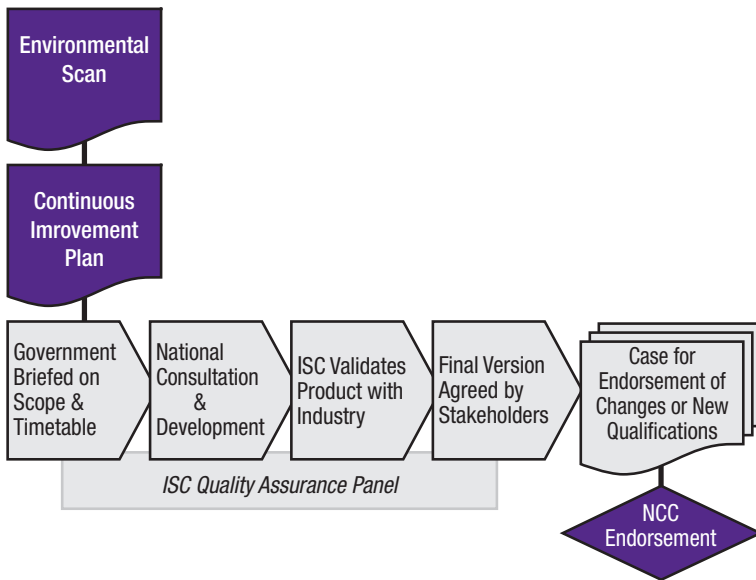 Environmental
Scan
Continuous
Imrovement
Plan
Government
Briefed on
Scope &
Timetable
National
Consultation
&
Development
ISC Validates
Product with
Industry
Final Version
Agreed by
Stakeholders
Case for
Endorsement of
Changes or New
Qualifications
ISC Quality Assurance Panel
NCC
Endorsement